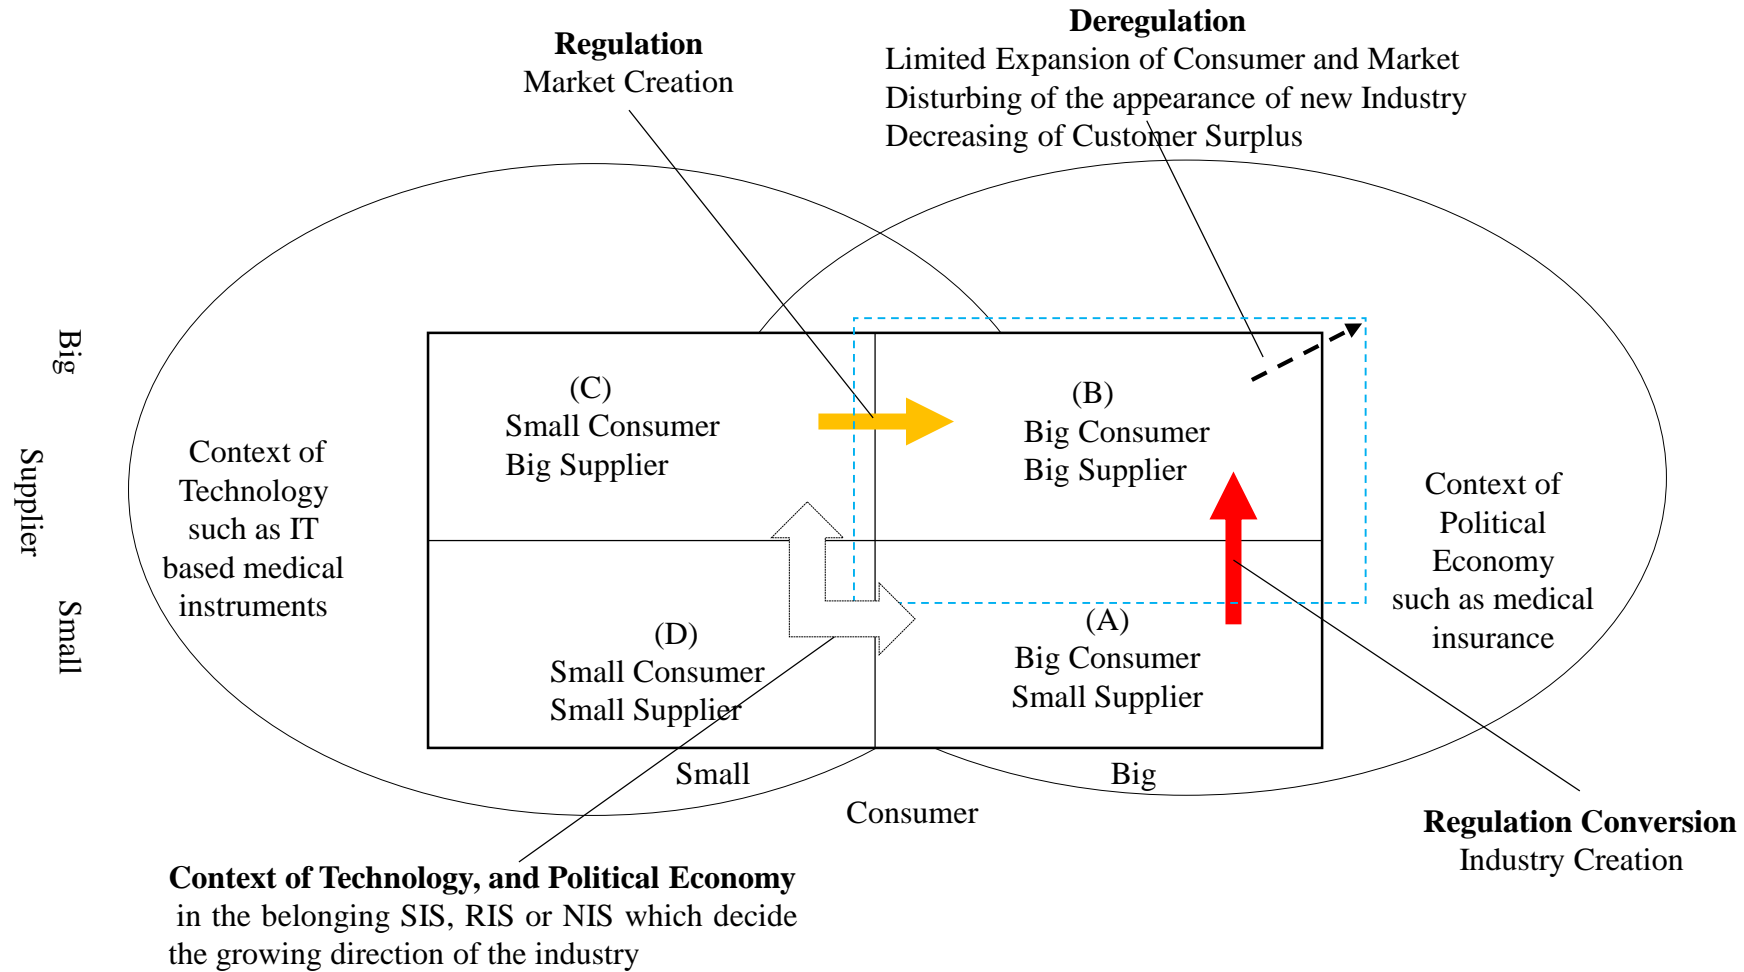 Deregulation
Limited Expansion of Consumer and Market
Disturbing of the appearance of new Industry
Decreasing of Customer Surplus
Regulation
Market Creation
Big
Supplier
Small
Context of
Technology
such as IT
based medical
instruments
(C)
Small Consumer
Big Supplier
(B)
Big Consumer
Big Supplier
Context of
Political
Economy
such as medical
insurance
(D)
Small Consumer
Small Supplier
(A)
Big Consumer
Small Supplier
Small
Big
Consumer
Regulation Conversion
Industry Creation
Context of Technology, and Political Economy
in the belonging SIS, RIS or NIS which decide
the growing direction of the industry